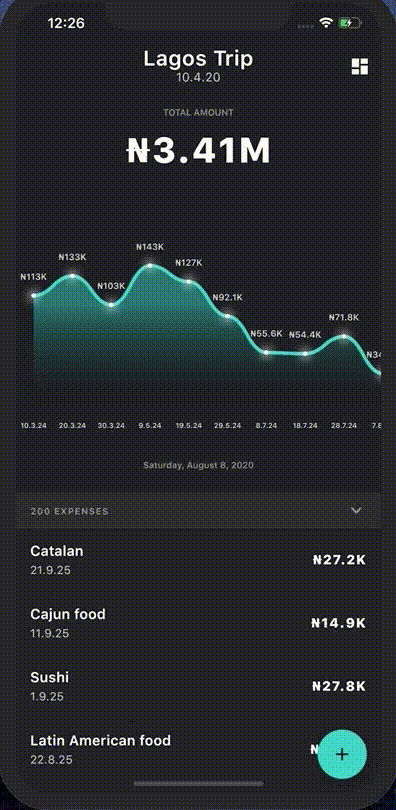 12:26
Lagos Trip
10.4.20
TOTAL AMOUNT
₦3.41M
₦113K ₦133K ₦103K ₦143K ₦127K ₦92.1K ₦55.6K ₦54.4K ₦71.8K
10.3.24 20.3.24 30.3.24 9.5.24 19.5.24 29.5.24 8.7.24 18.7.24 28.7.24
Saturday, August 8, 2020
200 EXPENSES
Catalan ₦27.2K
21.9.25
Cajun food ₦14.9K
11.9.25
Sushi ₦27.8K
1.9.25
Latin American food
22.8.25
+